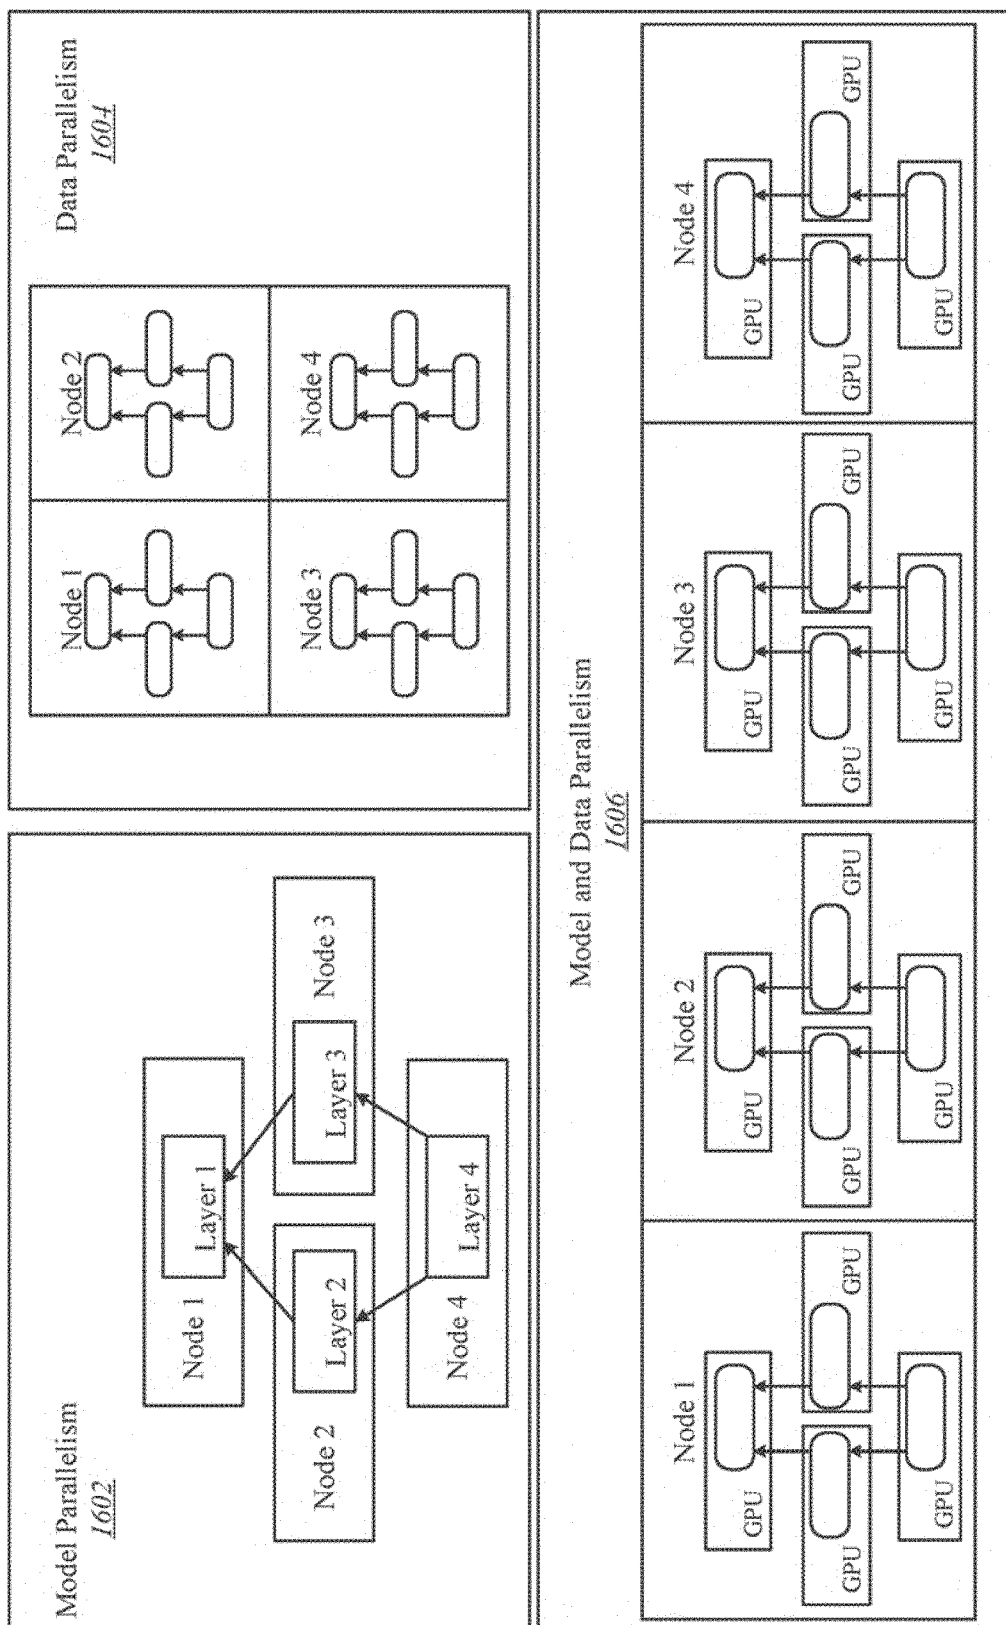 Model Parallelism
1602
Node 1
Layer 1
Node 2
Layer 2
Layer 3
Node 3
Node 4
Layer 4
Data Parallelism
1604
Node 1
Node 2
Node 3
Node 4
Model and Data Parallelism
1606
Node 1
GPU
GPU
GPU
GPU
Node 2
GPU
GPU
GPU
GPU
Node 3
GPU
GPU
GPU
GPU
Node 4
GPU
GPU
GPU
GPU